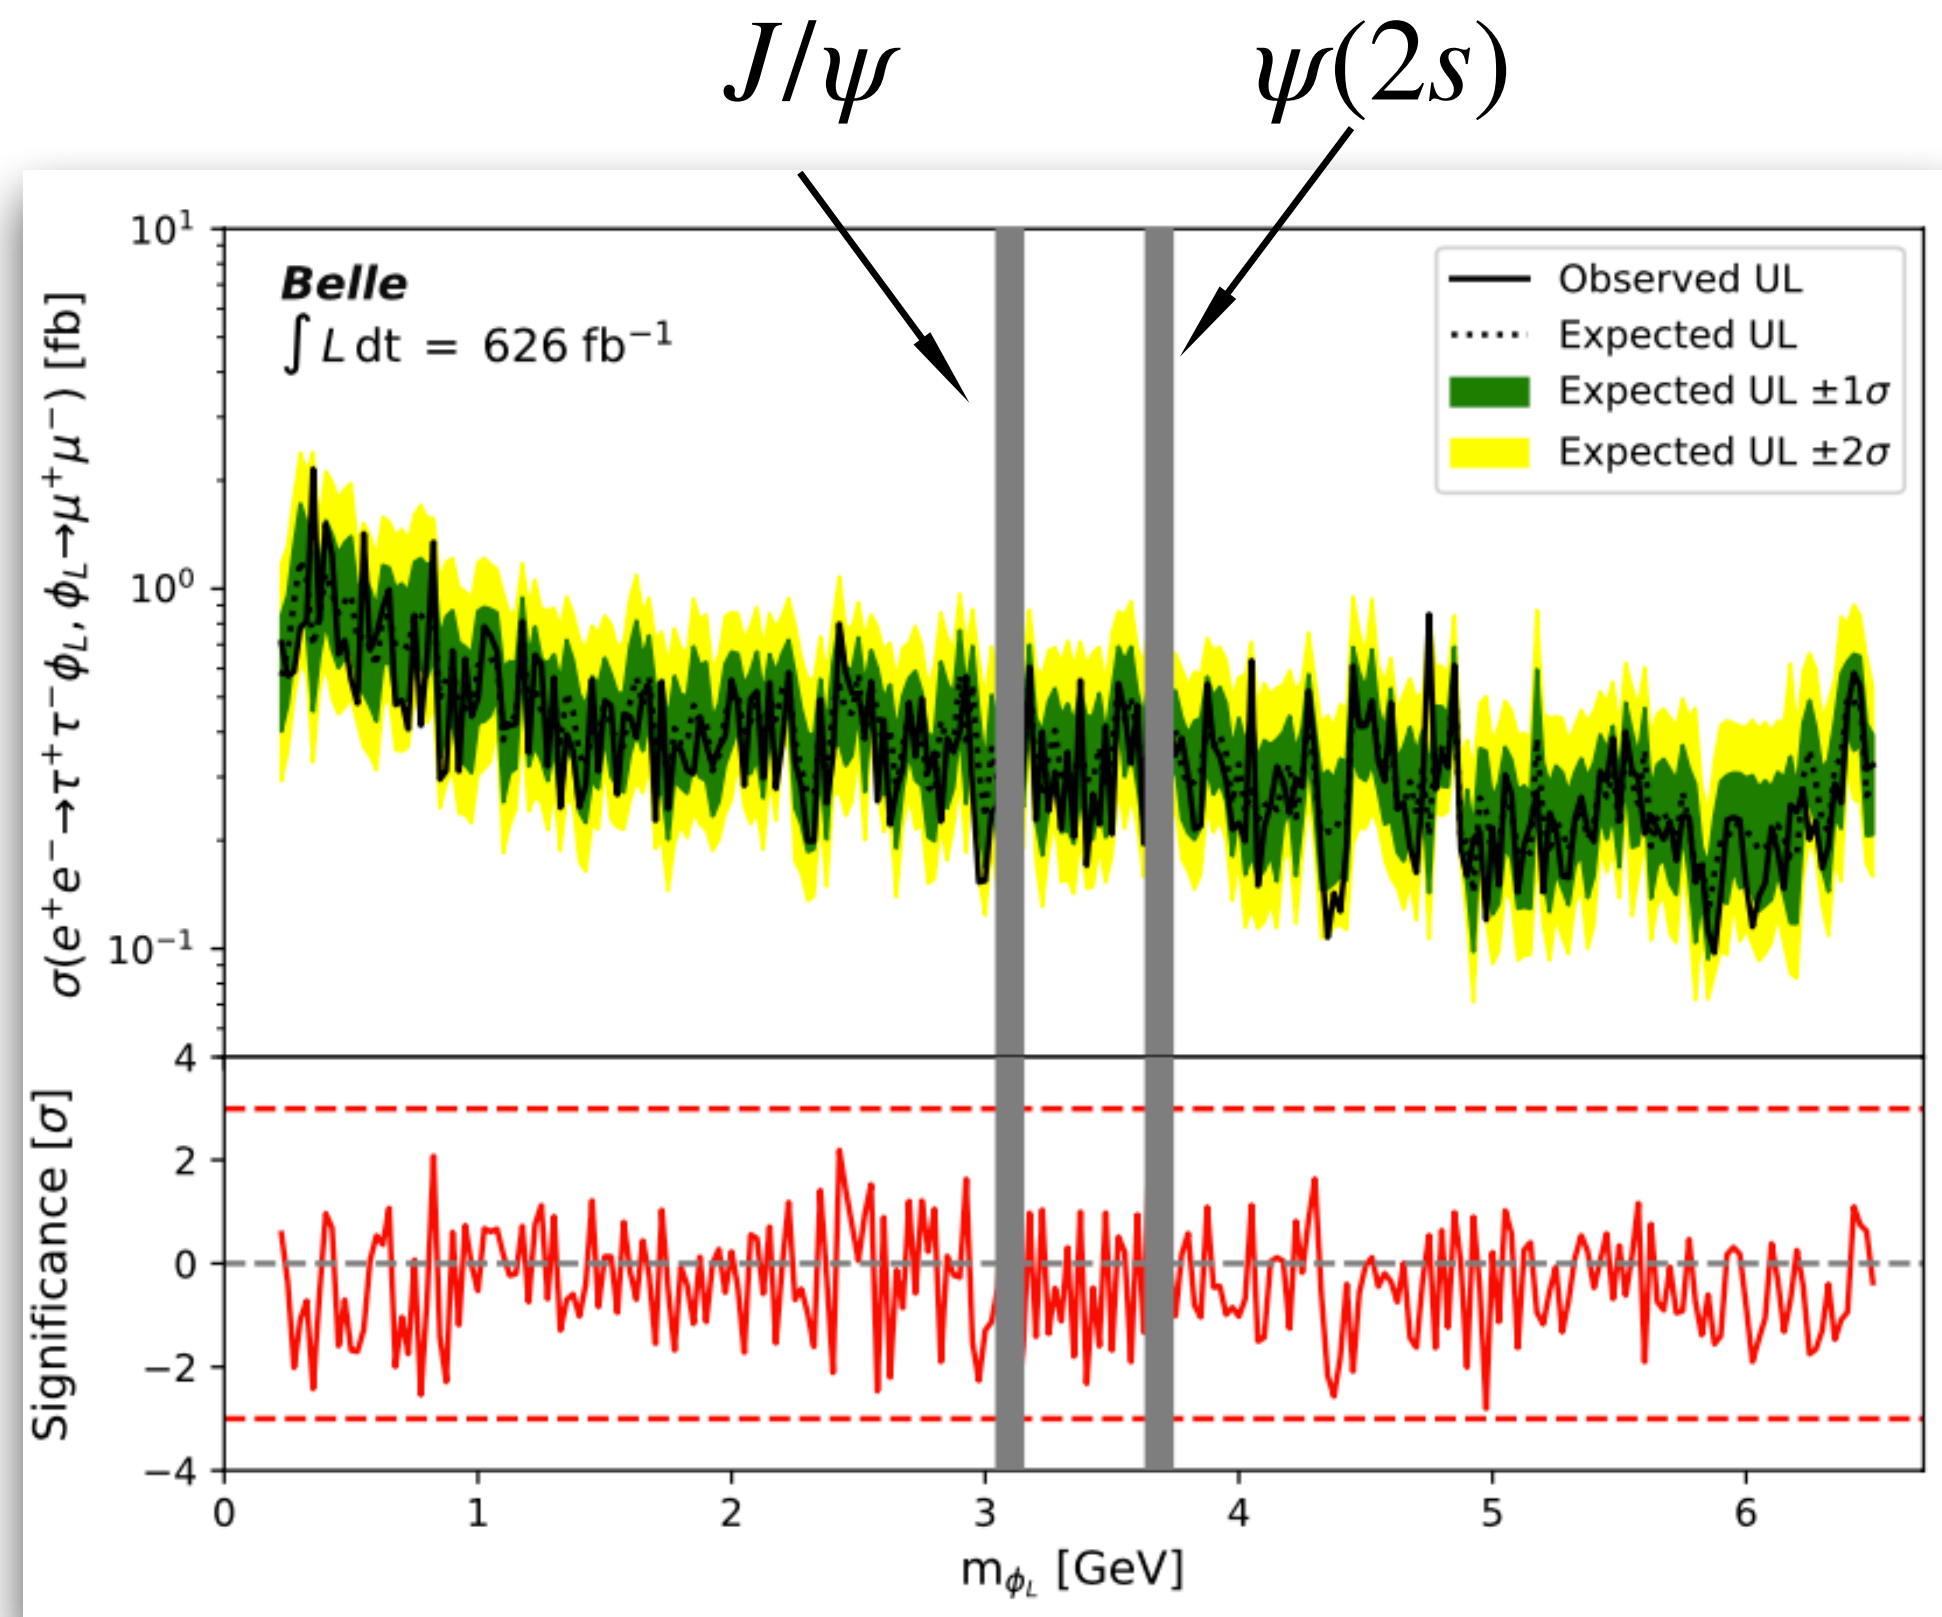 J/ψ
ψ(2s)
σ(e⁺e⁻→τ⁺τ⁻ϕ_L, ϕ_L→μ⁺μ⁻) [fb]
10¹
10⁰
10⁻¹
Belle
∫L dt = 626 fb⁻¹
Observed UL
Expected UL
Expected UL ±1σ
Expected UL ±2σ
Significance [σ]
4
2
0
−2
−4
0 1 2 3 4 5 6
m_ϕ_L [GeV]